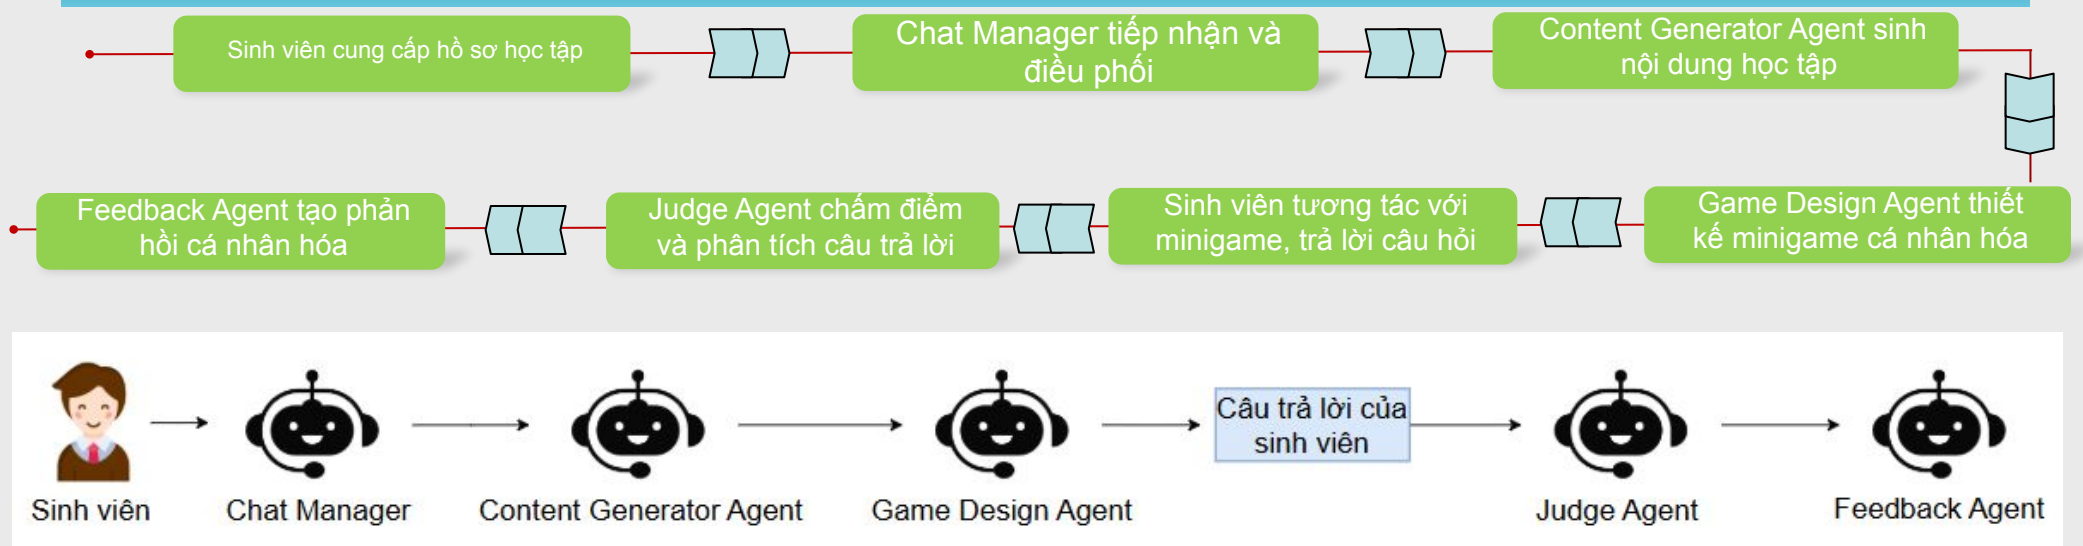 Sinh viên cung cấp hồ sơ học tập
Chat Manager tiếp nhận và
điều phối
Content Generator Agent sinh
nội dung học tập
Feedback Agent tạo phản
hồi cá nhân hóa
Judge Agent chấm điểm
và phân tích câu trả lời
Sinh viên tương tác với
minigame, trả lời câu hỏi
Game Design Agent thiết
kế minigame cá nhân hóa
Câu trả lời của
sinh viên
Sinh viên
Chat Manager
Content Generator Agent
Game Design Agent
Judge Agent
Feedback Agent